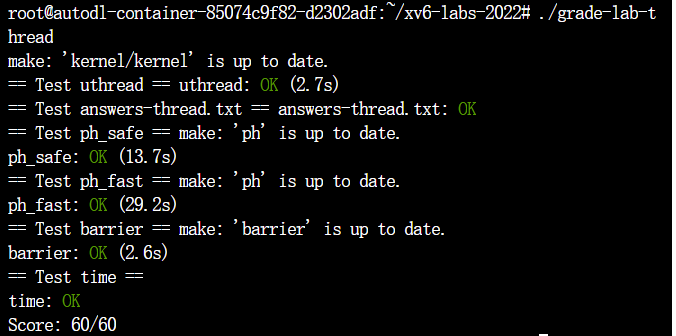 root@autodl-container-85074c9f82-d2302adf:~/xv6-labs-2022# ./grade-lab-t
hread
make: 'kernel/kernel' is up to date.
== Test uthread == uthread: OK (2.7s)
== Test answers-thread.txt == answers-thread.txt: OK
== Test ph_safe == make: 'ph' is up to date.
ph_safe: OK (13.7s)
== Test ph_fast == make: 'ph' is up to date.
ph_fast: OK (29.2s)
== Test barrier == make: 'barrier' is up to date.
barrier: OK (2.6s)
== Test time ==
time: OK
Score: 60/60